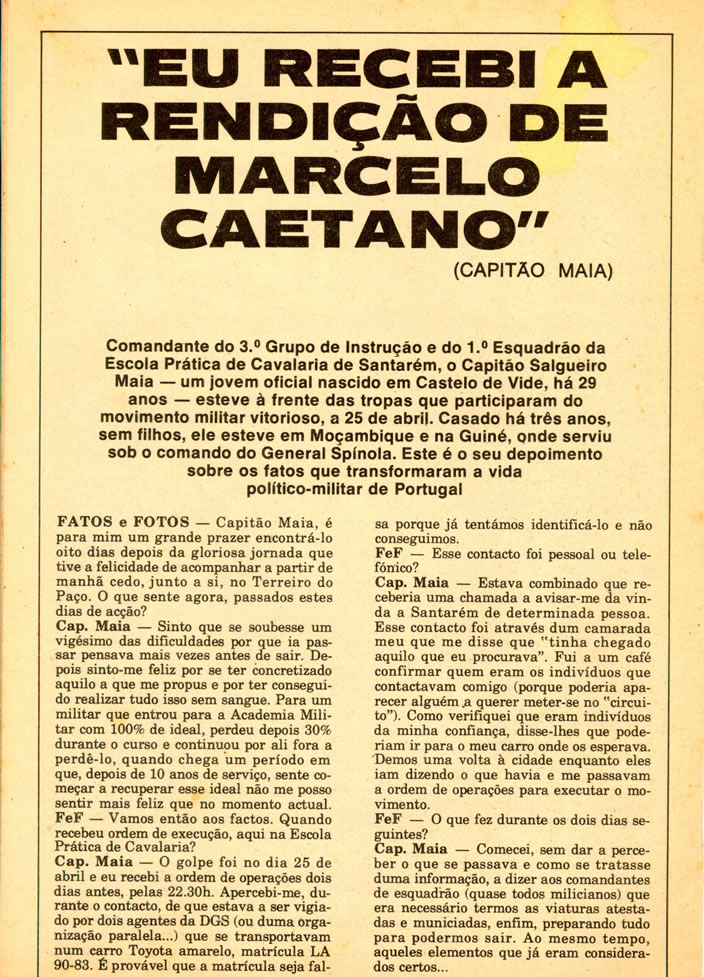 "EU RECEBI A
RENDIÇÃO DE
MARCELO
CAETANO"
(CAPITÃO MAIA)
Comandante do 3.º Grupo de Instrução e do 1.º Esquadrão da
Escola Prática de Cavalaria de Santarém, o Capitão Salgueiro
Maia — um jovem oficial nascido em Castelo de Vide, há 29
anos — esteve à frente das tropas que participaram do
movimento militar vitorioso, a 25 de abril. Casado há três anos,
sem filhos, ele esteve em Moçambique e na Guiné, onde serviu
sob o comando do General Spínola. Este é o seu depoimento
sobre os fatos que transformaram a vida
político-militar de Portugal
FATOS e FOTOS — Capitão Maia, é
para mim um grande prazer encontrá-lo
oito dias depois da gloriosa jornada que
tive a felicidade de acompanhar a partir de
manhã cedo, junto a si, no Terreiro do
Paço. O que sente agora, passados estes
dias de acção?
Cap. Maia — Sinto que se soubesse um
vigésimo das dificuldades por que ia pas-
sar pensava mais vezes antes de sair. De-
pois sinto-me feliz por se ter concretizado
aquilo a que me propus e por ter consegui-
do realizar tudo isso sem sangue. Para um
militar que entrou para a Academia Mili-
tar com 100% de ideal, perdeu depois 30%
durante o curso e continuou por ali fora a
perdê-lo, quando chega um período em
que, depois de 10 anos de serviço, sente co-
meçar a recuperar esse ideal não me posso
sentir mais feliz que no momento actual.
FeF — Vamos então aos factos. Quando
recebeu ordem de execução, aqui na Escola
Prática de Cavalaria?
Cap. Maia — O golpe foi no dia 25 de
abril e eu recebi a ordem de operações dois
dias antes, pelas 22.30h. Apercebi-me, du-
rante o contacto, de que estava a ser vigia-
do por dois agentes da DGS (ou duma orga-
nização paralela...) que se transportavam
num carro Toyota amarelo, matrícula LA
90-83. É provável que a matrícula seja fal-
sa porque já tentámos identificá-lo e não
conseguimos.
FeF — Esse contacto foi pessoal ou tele-
fónico?
Cap. Maia — Estava combinado que re-
ceberia uma chamada a avisar-me da vin-
da a Santarém de determinada pessoa.
Esse contacto foi através dum camarada
meu que me disse que "tinha chegado
aquilo que eu procurava". Fui a um café
confirmar quem eram os indivíduos que
contactavam comigo (porque poderia apa-
recer alguém a querer meter-se no "circui-
to"). Como verifiquei que eram indivíduos
da minha confiança, disse-lhes que pode-
riam ir para o meu carro onde os esperava.
Demos uma volta à cidade enquanto eles
iam dizendo o que havia e me passavam
a ordem de operações para executar o mo-
vimento.
FeF — O que fez durante os dois dias se-
guintes?
Cap. Maia — Comecei, sem dar a perce-
ber o que se passava e como se tratasse
duma informação, a dizer aos comandantes
de esquadrão (quase todos milicianos) que
era necessário termos as viaturas atesta-
das e municiadas, enfim, preparando tudo
para podermos sair. Ao mesmo tempo,
aqueles elementos que já eram considera-
dos certos...